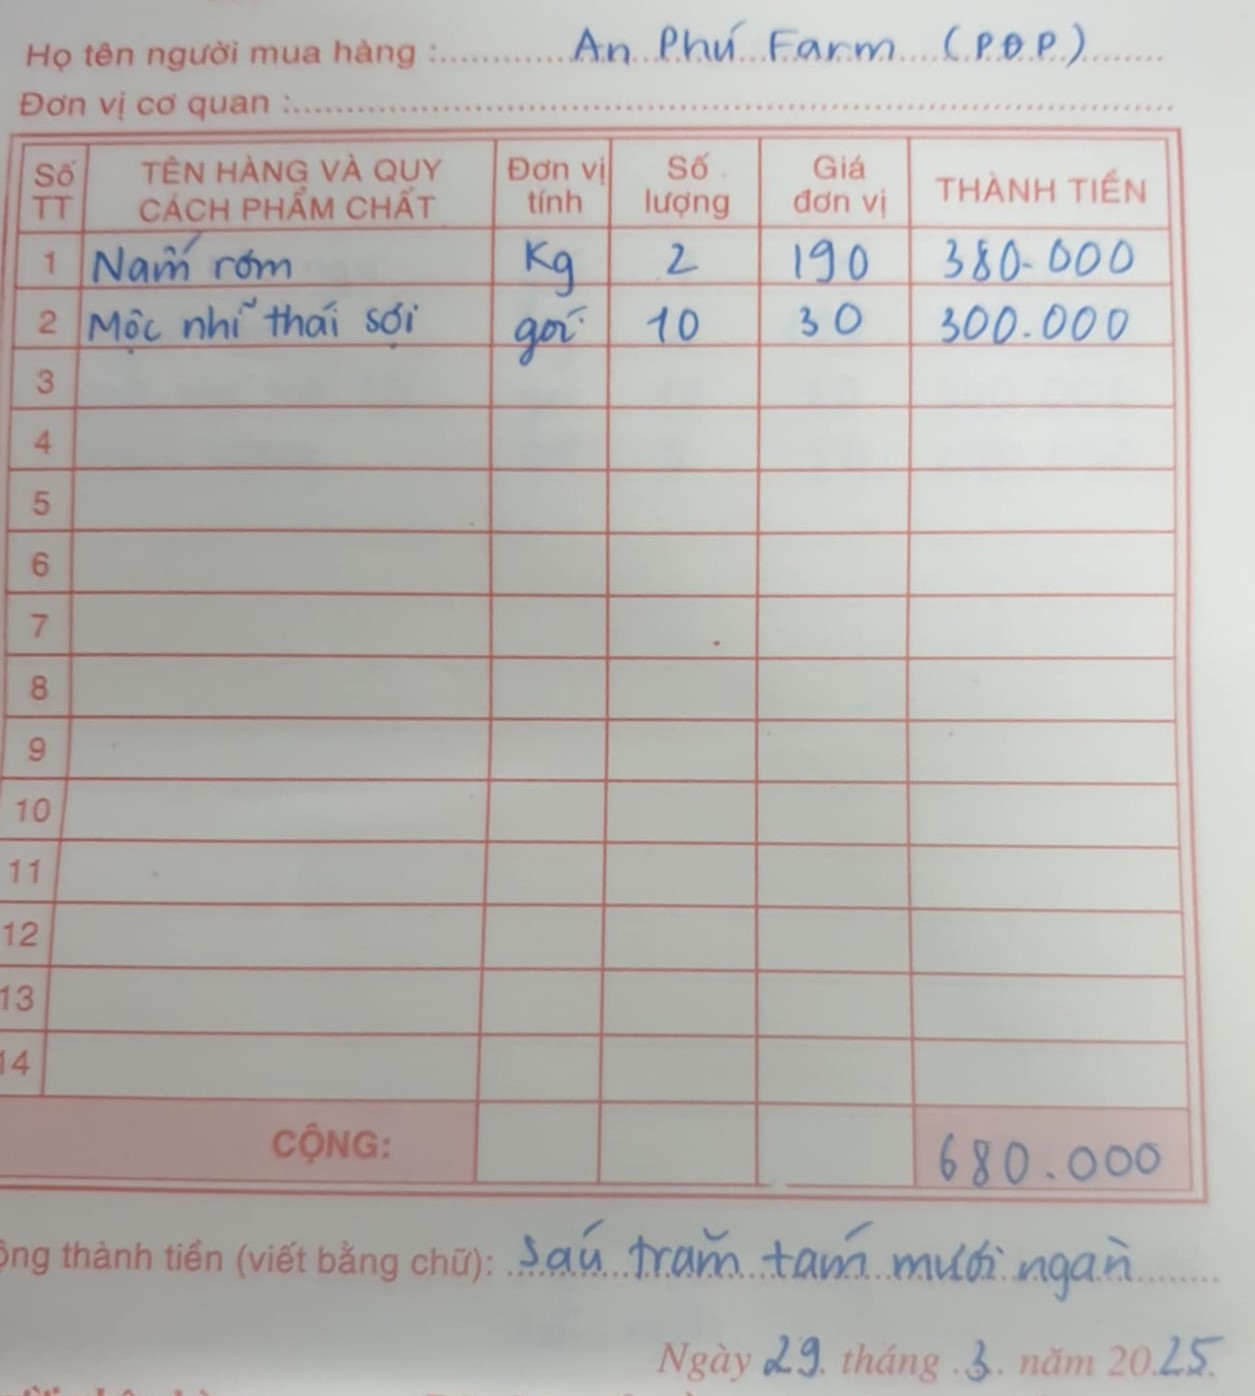 Họ tên người mua hàng : An Phú Farm (PĐP)
Đơn vị cơ quan :
Số TT TÊN HÀNG VÀ QUY CÁCH PHẨM CHẤT Đơn vị tính Số lượng Giá đơn vị THÀNH TIỀN
1 Nấm rơm Kg 2 190 380.000
2 Mộc nhĩ thái sợi gói 10 30 300.000
3
4
5
6
7
8
9
10
11
12
13
14
CỘNG: 680.000
ộng thành tiền (viết bằng chữ): Sáu trăm tám mươi ngàn
Ngày 29 tháng 3 năm 2025